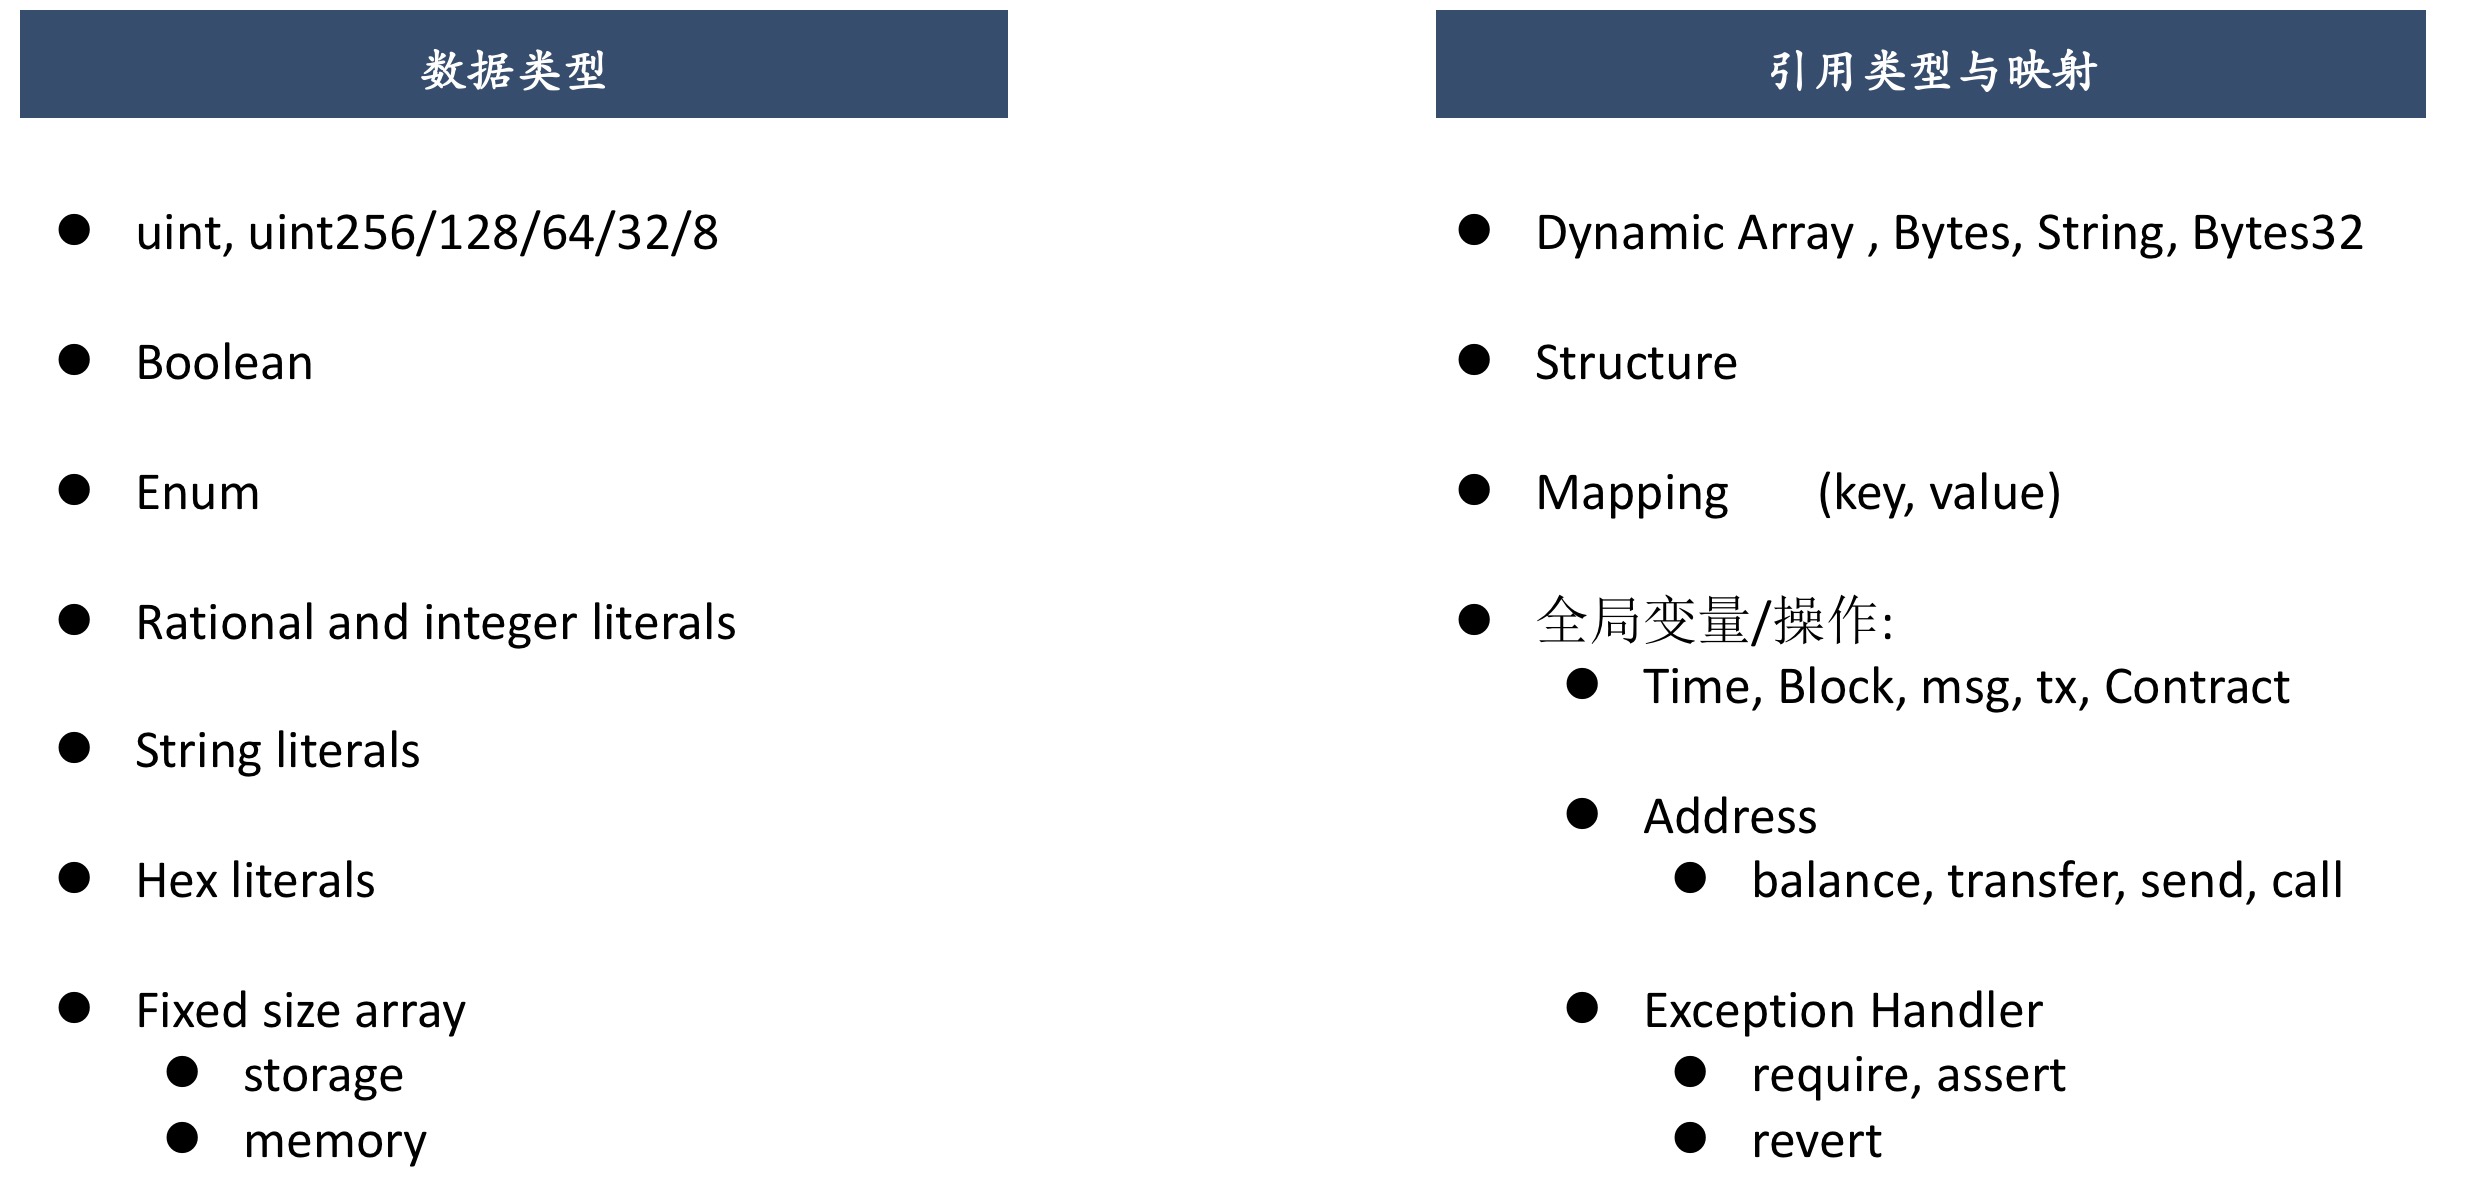 数据类型
uint, uint256/128/64/32/8
Boolean
Enum
Rational and integer literals
String literals
Hex literals
Fixed size array
storage
memory
引用类型与映射
Dynamic Array , Bytes, String, Bytes32
Structure
Mapping (key, value)
全局变量/操作:
Time, Block, msg, tx, Contract
Address
balance, transfer, send, call
Exception Handler
require, assert
revert